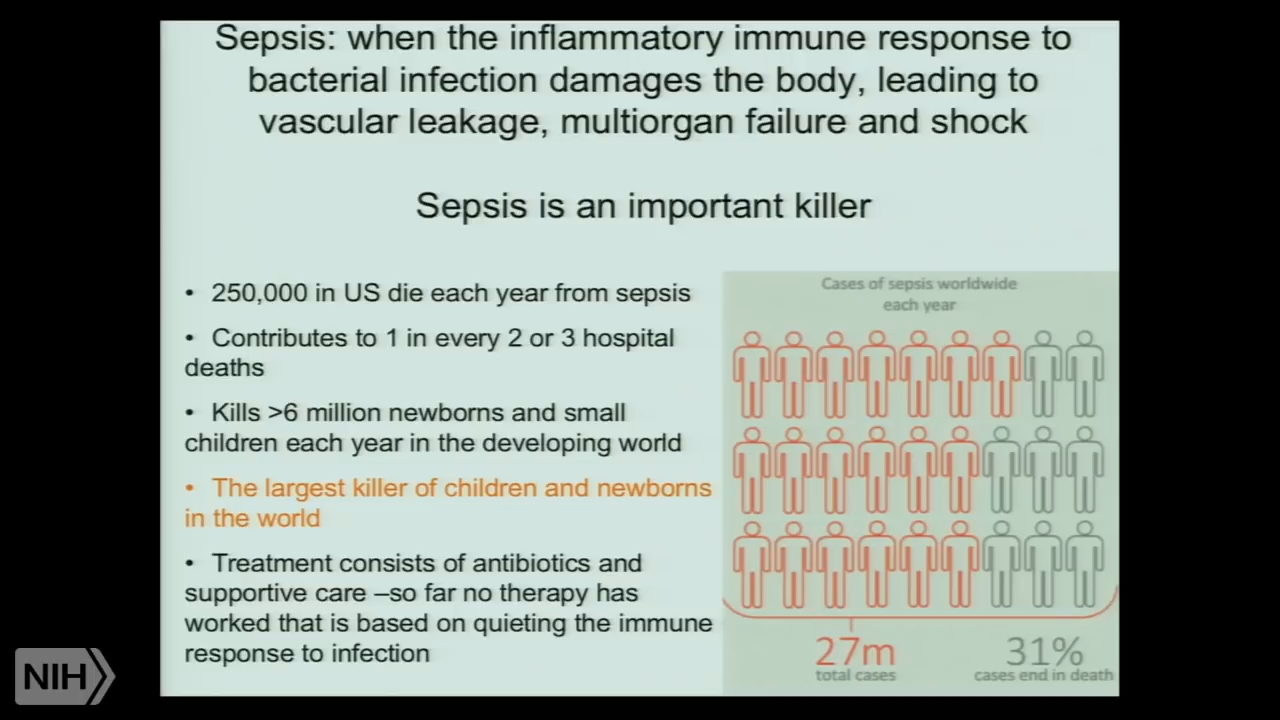 Sepsis: when the inflammatory immune response to
bacterial infection damages the body, leading to
vascular leakage, multiorgan failure and shock
Sepsis is an important killer
• 250,000 in US die each year from sepsis
• Contributes to 1 in every 2 or 3 hospital
deaths
• Kills >6 million newborns and small
children each year in the developing world
• The largest killer of children and newborns
in the world
• Treatment consists of antibiotics and
supportive care –so far no therapy has
worked that is based on quieting the immune
response to infection
Cases of sepsis worldwide
each year
27m
total cases
31%
cases end in death
NIH